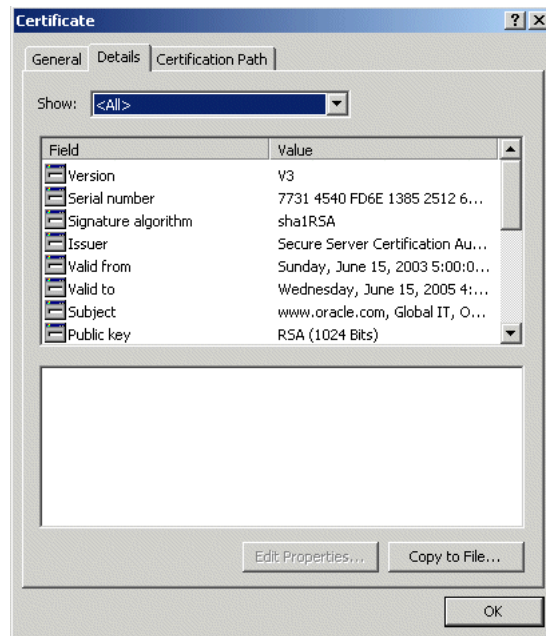 Certificate
General Details Certification Path
Show: <All>
Field Value
Version V3
Serial number 7731 4540 FD6E 1385 2512 6...
Signature algorithm sha1RSA
Issuer Secure Server Certification Au...
Valid from Sunday, June 15, 2003 5:00:0...
Valid to Wednesday, June 15, 2005 4:...
Subject www.oracle.com, Global IT, O...
Public key RSA (1024 Bits)
Edit Properties... Copy to File...
OK